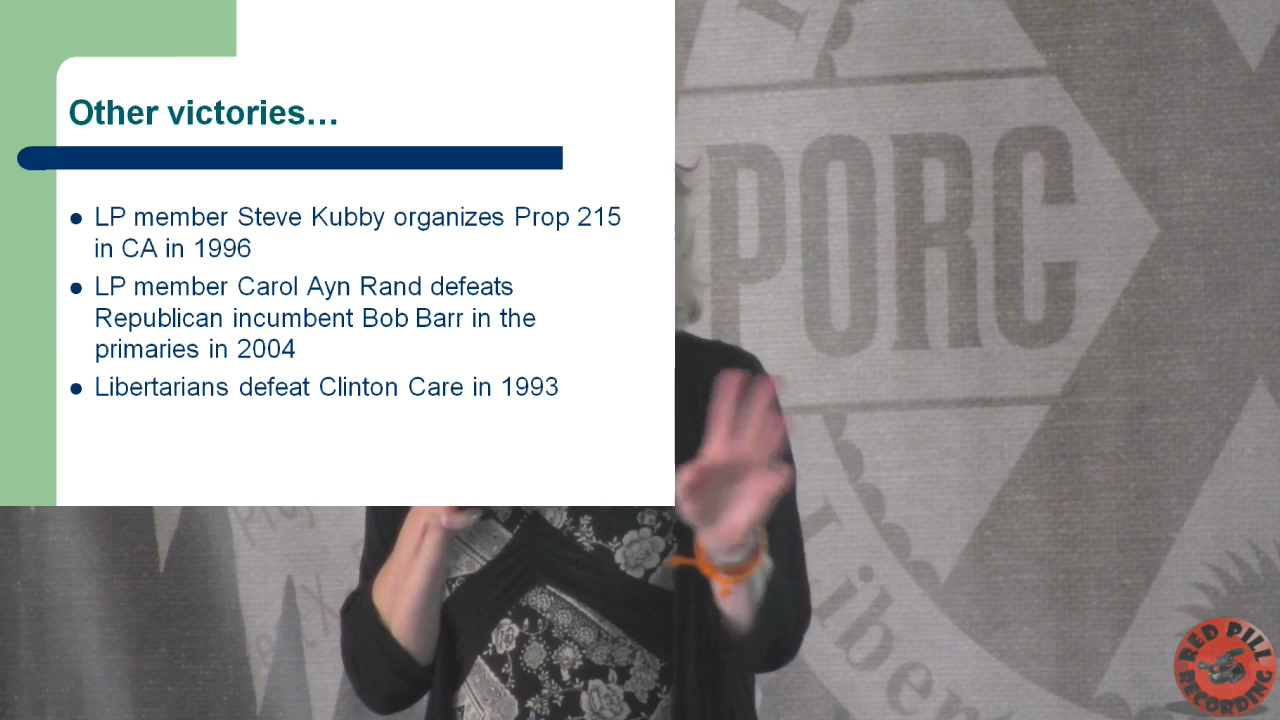 Other victories…
● LP member Steve Kubby organizes Prop 215
in CA in 1996
● LP member Carol Ayn Rand defeats
Republican incumbent Bob Barr in the
primaries in 2004
● Libertarians defeat Clinton Care in 1993
PORC
RED PILL
RECORDING